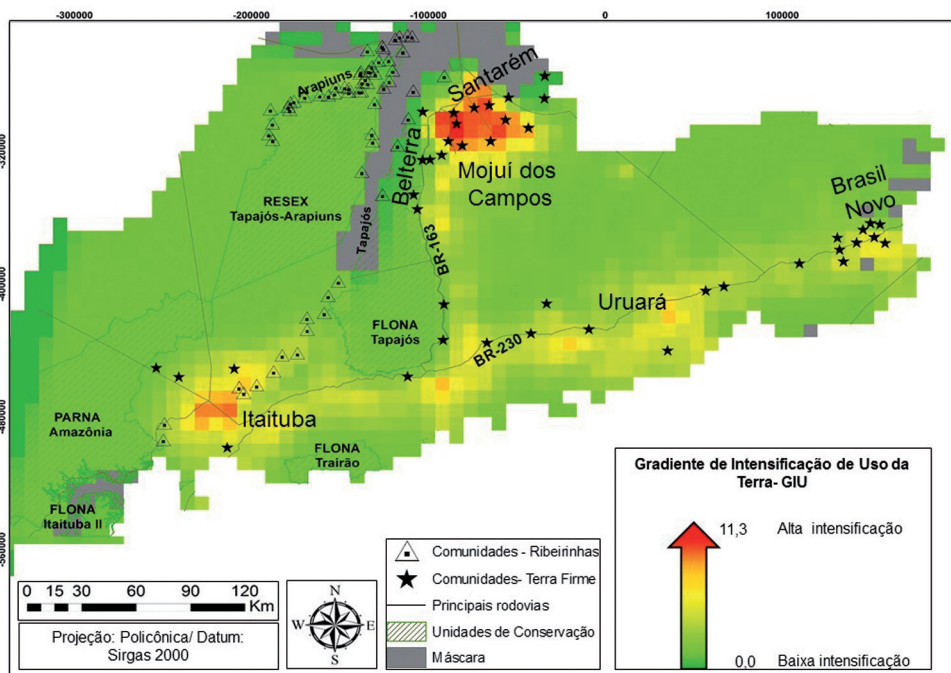 -200000
-100000
0
100000
-320000
-400000
-480000
-560000
Arapiuns
Santarém
Belterra
Mojuí dos
Campos
Brasil
Novo
RESEX
Tapajós-Arapiuns
Tapajós
BR-163
Uruará
FLONA
Tapajós
BR-230
Itaituba
PARNA
Amazônia
FLONA
Trairão
FLONA
Itaituba II
0 15 30 60 90 120
Km
Projeção: Policônica/ Datum:
Sirgas 2000
N
W E
S
Comunidades - Ribeirinhas
Comunidades- Terra Firme
Principais rodovias
Unidades de Conservação
Máscara
Gradiente de Intensificação de Uso da
Terra- GIU
11,3 Alta intensificação
0,0 Baixa intensificação